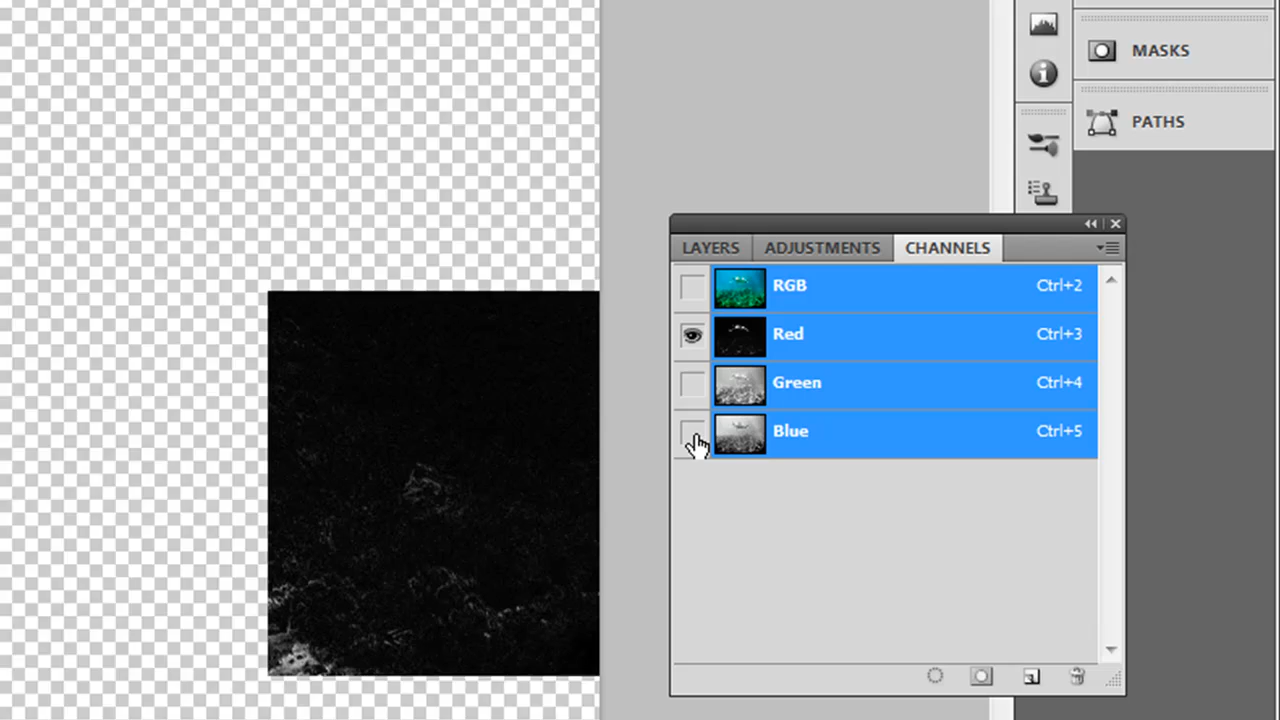 MASKS
PATHS
LAYERS ADJUSTMENTS CHANNELS
RGB Ctrl+2
Red Ctrl+3
Green Ctrl+4
Blue Ctrl+5